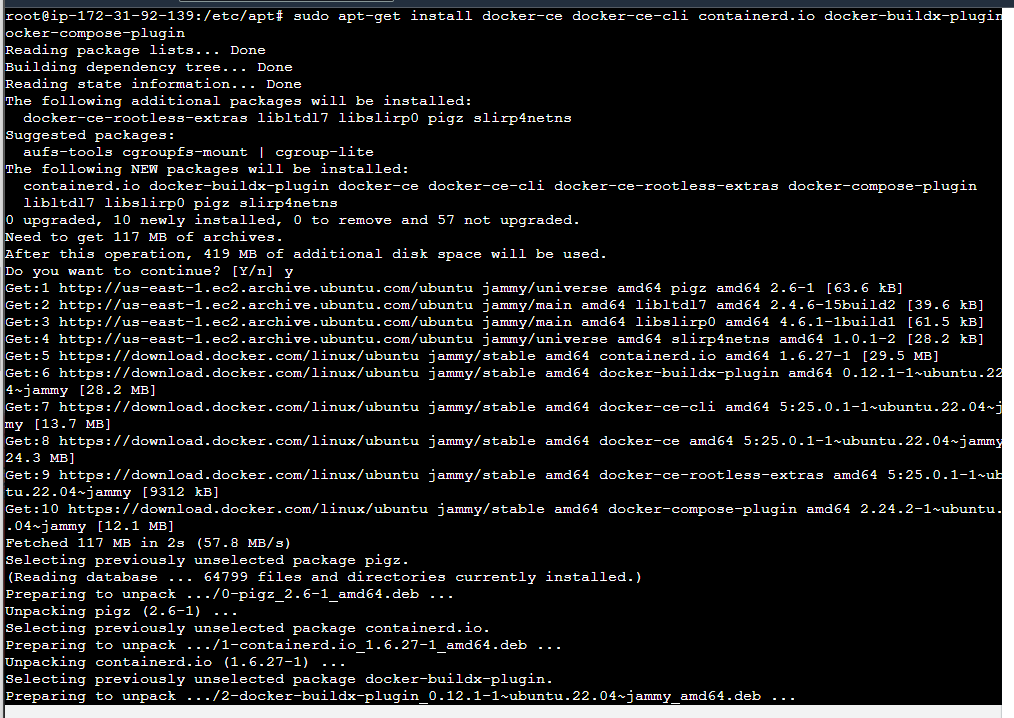 root@ip-172-31-92-139:/etc/apt# sudo apt-get install docker-ce docker-ce-cli containerd.io docker-buildx-plugin
ocker-compose-plugin
Reading package lists... Done
Building dependency tree... Done
Reading state information... Done
The following additional packages will be installed:
  docker-ce-rootless-extras libltdl7 libslirp0 pigz slirp4netns
Suggested packages:
  aufs-tools cgroupfs-mount | cgroup-lite
The following NEW packages will be installed:
  containerd.io docker-buildx-plugin docker-ce docker-ce-cli docker-ce-rootless-extras docker-compose-plugin
  libltdl7 libslirp0 pigz slirp4netns
0 upgraded, 10 newly installed, 0 to remove and 57 not upgraded.
Need to get 117 MB of archives.
After this operation, 419 MB of additional disk space will be used.
Do you want to continue? [Y/n] y
Get:1 http://us-east-1.ec2.archive.ubuntu.com/ubuntu jammy/universe amd64 pigz amd64 2.6-1 [63.6 kB]
Get:2 http://us-east-1.ec2.archive.ubuntu.com/ubuntu jammy/main amd64 libltdl7 amd64 2.4.6-15build2 [39.6 kB]
Get:3 http://us-east-1.ec2.archive.ubuntu.com/ubuntu jammy/main amd64 libslirp0 amd64 4.6.1-1build1 [61.5 kB]
Get:4 http://us-east-1.ec2.archive.ubuntu.com/ubuntu jammy/universe amd64 slirp4netns amd64 1.0.1-2 [28.2 kB]
Get:5 https://download.docker.com/linux/ubuntu jammy/stable amd64 containerd.io amd64 1.6.27-1 [29.5 MB]
Get:6 https://download.docker.com/linux/ubuntu jammy/stable amd64 docker-buildx-plugin amd64 0.12.1-1~ubuntu.22
4~jammy [28.2 MB]
Get:7 https://download.docker.com/linux/ubuntu jammy/stable amd64 docker-ce-cli amd64 5:25.0.1-1~ubuntu.22.04~j
my [13.7 MB]
Get:8 https://download.docker.com/linux/ubuntu jammy/stable amd64 docker-ce amd64 5:25.0.1-1~ubuntu.22.04~jammy
24.3 MB]
Get:9 https://download.docker.com/linux/ubuntu jammy/stable amd64 docker-ce-rootless-extras amd64 5:25.0.1-1~ub
tu.22.04~jammy [9312 kB]
Get:10 https://download.docker.com/linux/ubuntu jammy/stable amd64 docker-compose-plugin amd64 2.24.2-1~ubuntu.
.04~jammy [12.1 MB]
Fetched 117 MB in 2s (57.8 MB/s)
Selecting previously unselected package pigz.
(Reading database ... 64799 files and directories currently installed.)
Preparing to unpack .../0-pigz_2.6-1_amd64.deb ...
Unpacking pigz (2.6-1) ...
Selecting previously unselected package containerd.io.
Preparing to unpack .../1-containerd.io_1.6.27-1_amd64.deb ...
Unpacking containerd.io (1.6.27-1) ...
Selecting previously unselected package docker-buildx-plugin.
Preparing to unpack .../2-docker-buildx-plugin_0.12.1-1~ubuntu.22.04~jammy_amd64.deb ...